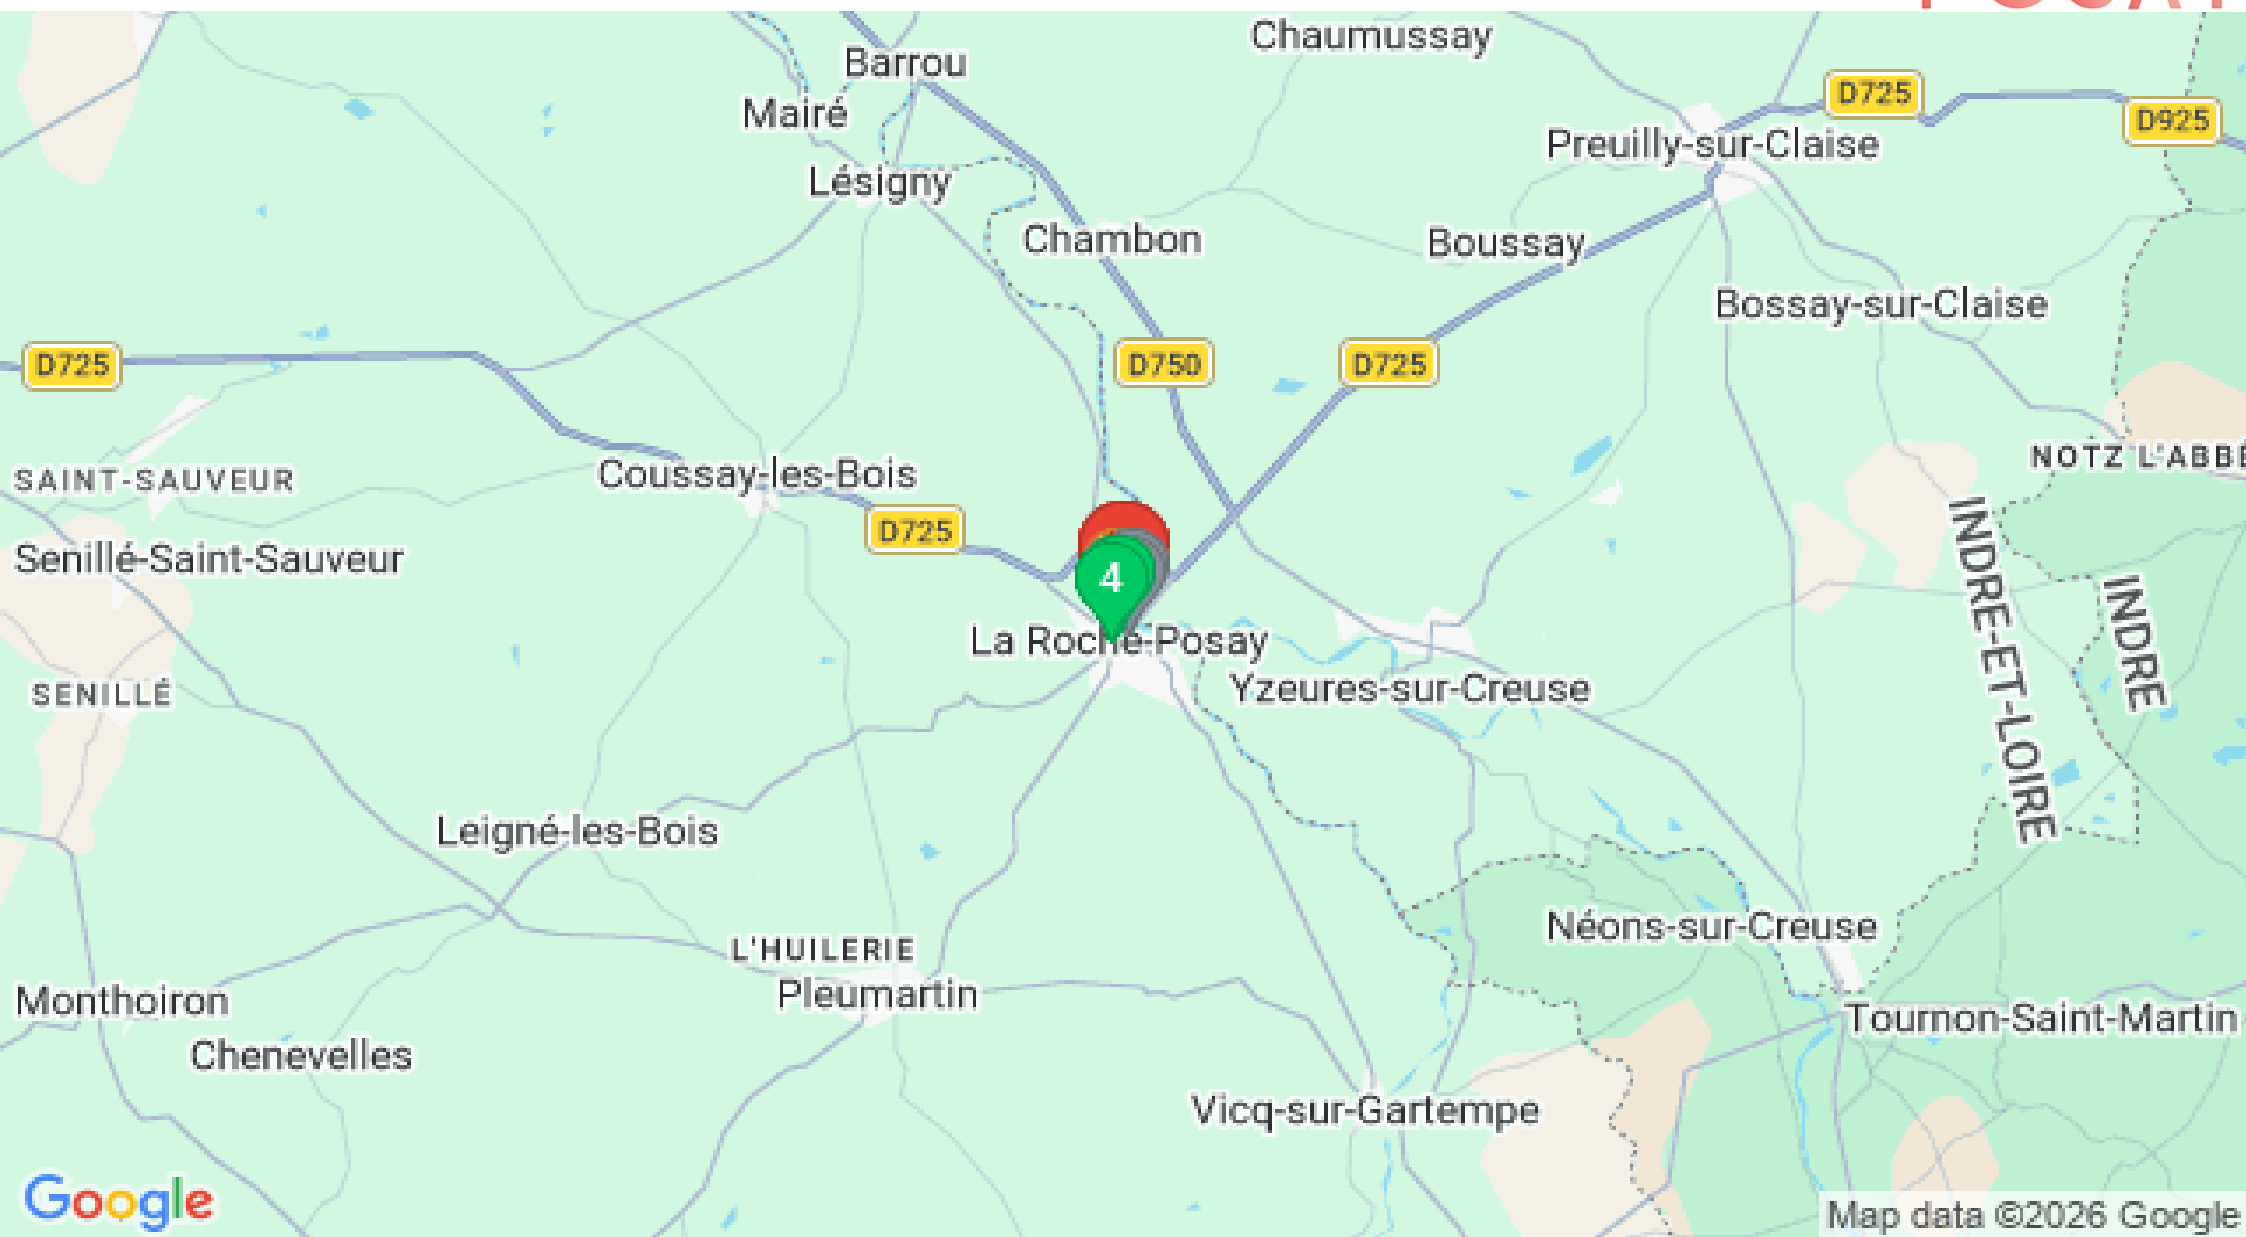 Chaumussay
Barrou
D725
Mairé
D925
Preuilly-sur-Claise
Lésigny
Chambon
Boussay
Bossay-sur-Claise
D725
D750
D725
NOTZ L'ABBÉ
Coussay-les-Bois
SAINT-SAUVEUR
D725
Senillé-Saint-Sauveur
4
INDRE-ET-LOIRE
INDRE
La Roche-Posay
Yzeures-sur-Creuse
SENILLÉ
Leigné-les-Bois
Néons-sur-Creuse
L'HUILERIE
Pleumartin
Monthoiron
Tournon-Saint-Martin
Chenevelles
Vicq-sur-Gartempe
Google
Map data ©2026 Google